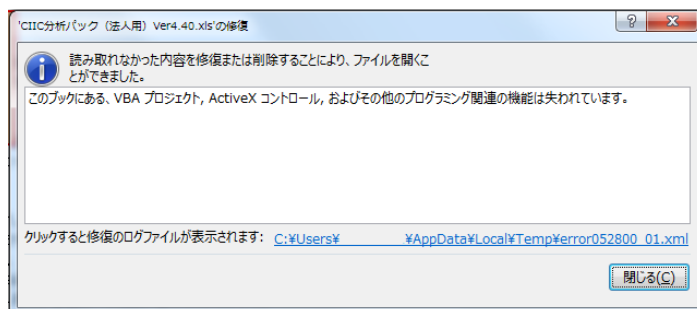 'CIIC分析パック（法人用）Ver4.40.xls'の修復
読み取れなかった内容を修復または削除することにより、ファイルを開くこ
とができました。
このブックにある、VBA プロジェクト, ActiveX コントロール, およびその他のプログラミング関連の機能は失われています。
クリックすると修復のログファイルが表示されます： C:¥Users¥ ¥AppData¥Local¥Temp¥error052800_01.xml
閉じる(C)